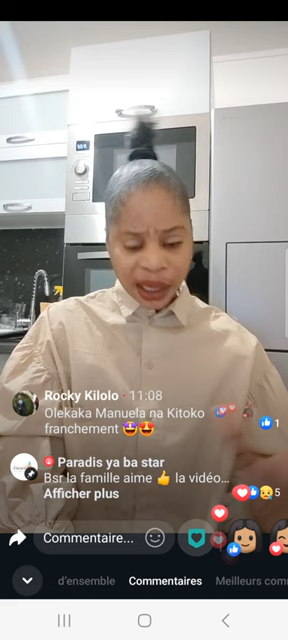 Rocky Kilolo · 11:08
Olekaka Manuela na Kitoko
franchement 🤩🤩
1
Paradis ya ba star
Bsr la famille aime 👍 la vidéo...
Afficher plus
5
Commentaire...
d'ensemble Commentaires Meilleurs com